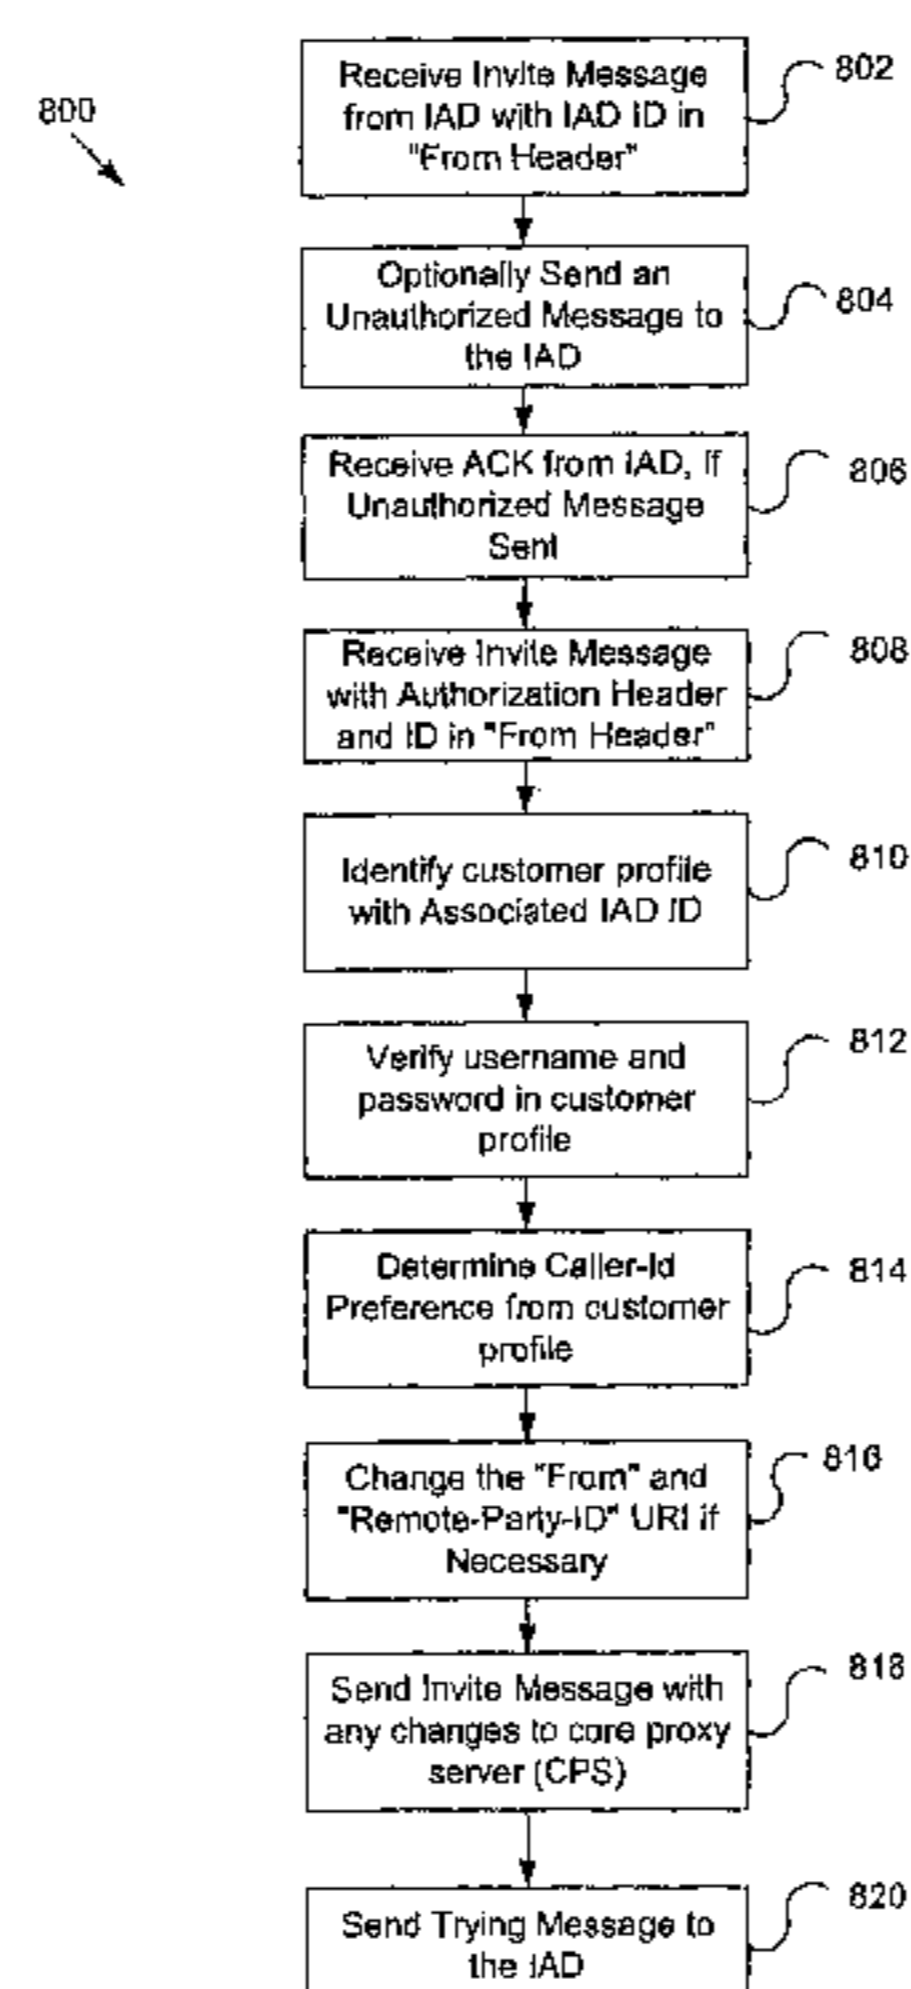 800
Receive Invite Message
from IAD with IAD ID in
"From Header"
802
Optionally Send an
Unauthorized Message to
the IAD
804
Receive ACK from IAD, If
Unauthorized Message
Sent
806
Receive Invite Message
with Authorization Header
and ID in "From Header"
808
Identify customer profile
with Associated IAD ID
810
Verify username and
password in customer
profile
812
Determine Caller-Id
Preference from customer
profile
814
Change the "From" and
"Remote-Party-ID" URI if
Necessary
816
Send Invite Message with
any changes to core proxy
server (CPS)
818
Send Trying Message to
the IAD
820